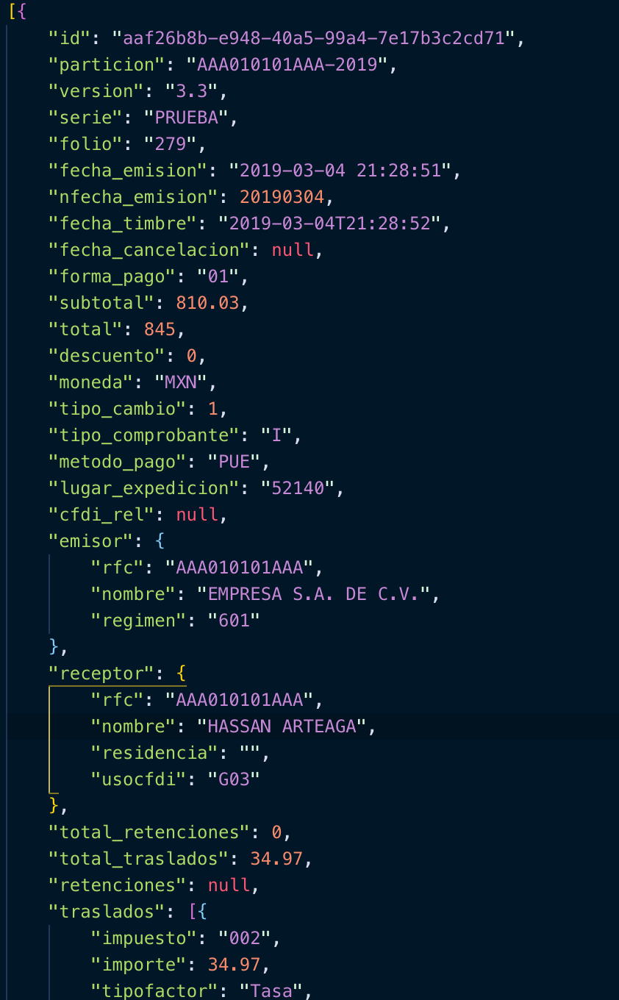 [{
"id": "aaf26b8b-e948-40a5-99a4-7e17b3c2cd71",
"particion": "AAA010101AAA-2019",
"version": "3.3",
"serie": "PRUEBA",
"folio": "279",
"fecha_emision": "2019-03-04 21:28:51",
"nfecha_emision": 20190304,
"fecha_timbre": "2019-03-04T21:28:52",
"fecha_cancelacion": null,
"forma_pago": "01",
"subtotal": 810.03,
"total": 845,
"descuento": 0,
"moneda": "MXN",
"tipo_cambio": 1,
"tipo_comprobante": "I",
"metodo_pago": "PUE",
"lugar_expedicion": "52140",
"cfdi_rel": null,
"emisor": {
"rfc": "AAA010101AAA",
"nombre": "EMPRESA S.A. DE C.V.",
"regimen": "601"
},
"receptor": {
"rfc": "AAA010101AAA",
"nombre": "HASSAN ARTEAGA",
"residencia": "",
"usocfdi": "G03"
},
"total_retenciones": 0,
"total_traslados": 34.97,
"retenciones": null,
"traslados": [{
"impuesto": "002",
"importe": 34.97,
"tipofactor": "Tasa",